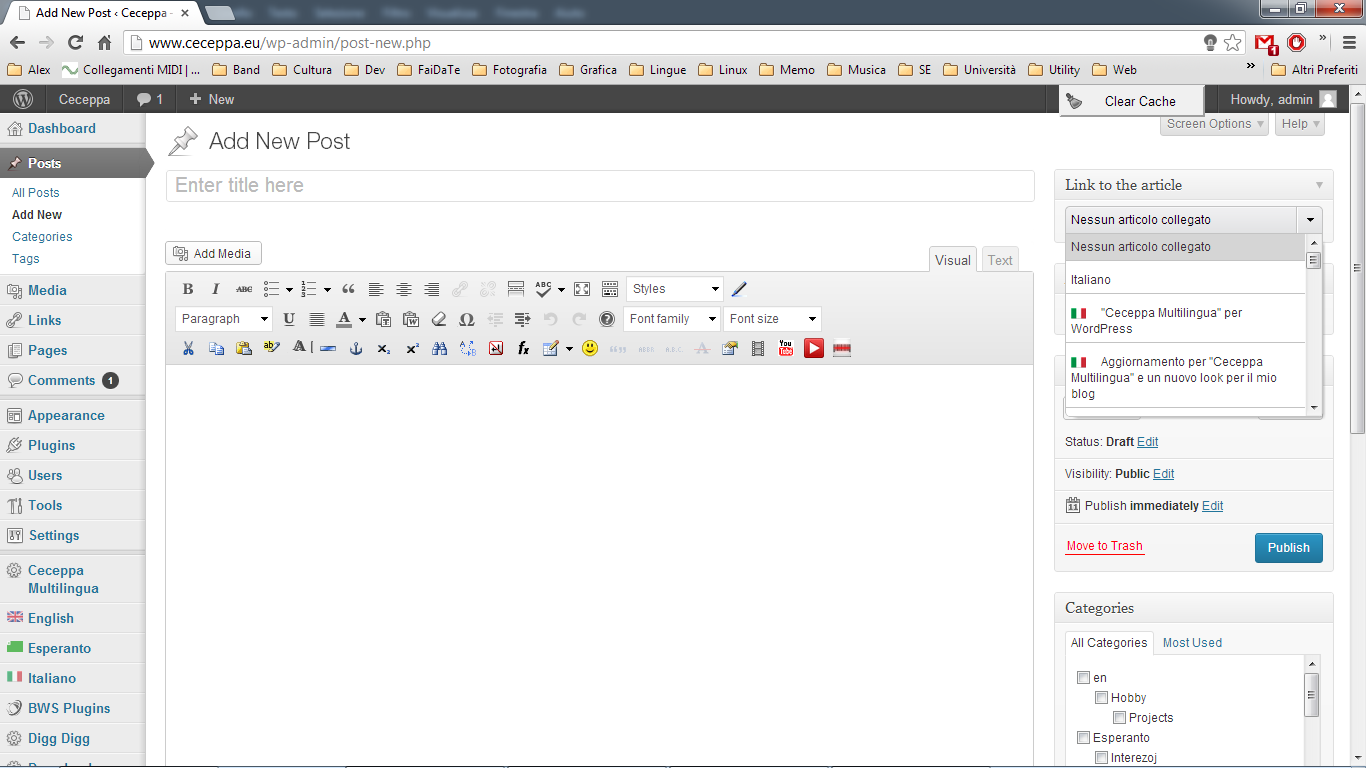 Add New Post ‹ Ceceppa -
www.ceceppa.eu/wp-admin/post-new.php
1
Alex
Collegamenti MIDI | ...
Band
Cultura
Dev
FaiDaTe
Fotografia
Grafica
Lingue
Linux
Memo
Musica
SE
Università
Utility
Web
Altri Preferiti
Ceceppa
1
New
Clear Cache
Howdy, admin
Screen Options
Help
Dashboard
Posts
All Posts
Add New
Categories
Tags
Media
Links
Pages
Comments 1
Appearance
Plugins
Users
Tools
Settings
Ceceppa
Multilingua
English
Esperanto
Italiano
BWS Plugins
Digg Digg
Add New Post
Enter title here
Add Media
Visual
Text
B I ABC
ABC
Styles
Paragraph
U
A
Font family
Font size
You
Tube
Link to the article
Nessun articolo collegato
Nessun articolo collegato
Italiano
"Ceceppa Multilingua" per
WordPress
Aggiornamento per "Ceceppa
Multilingua" e un nuovo look per il mio
blog
Status: Draft Edit
Visibility: Public Edit
11 Publish immediately Edit
Move to Trash
Publish
Categories
All Categories
Most Used
en
Hobby
Projects
Esperanto
Interezoj